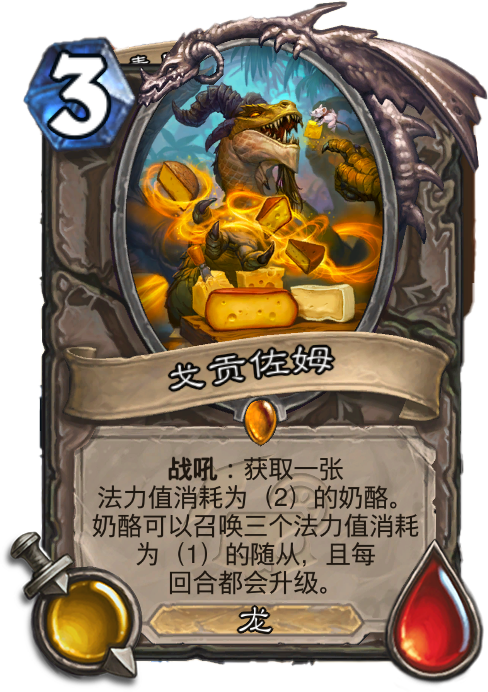 3
戈贡佐姆
战吼：获取一张
法力值消耗为（2）的奶酪。
奶酪可以召唤三个法力值消耗
为（1）的随从，且每
回合都会升级。
龙